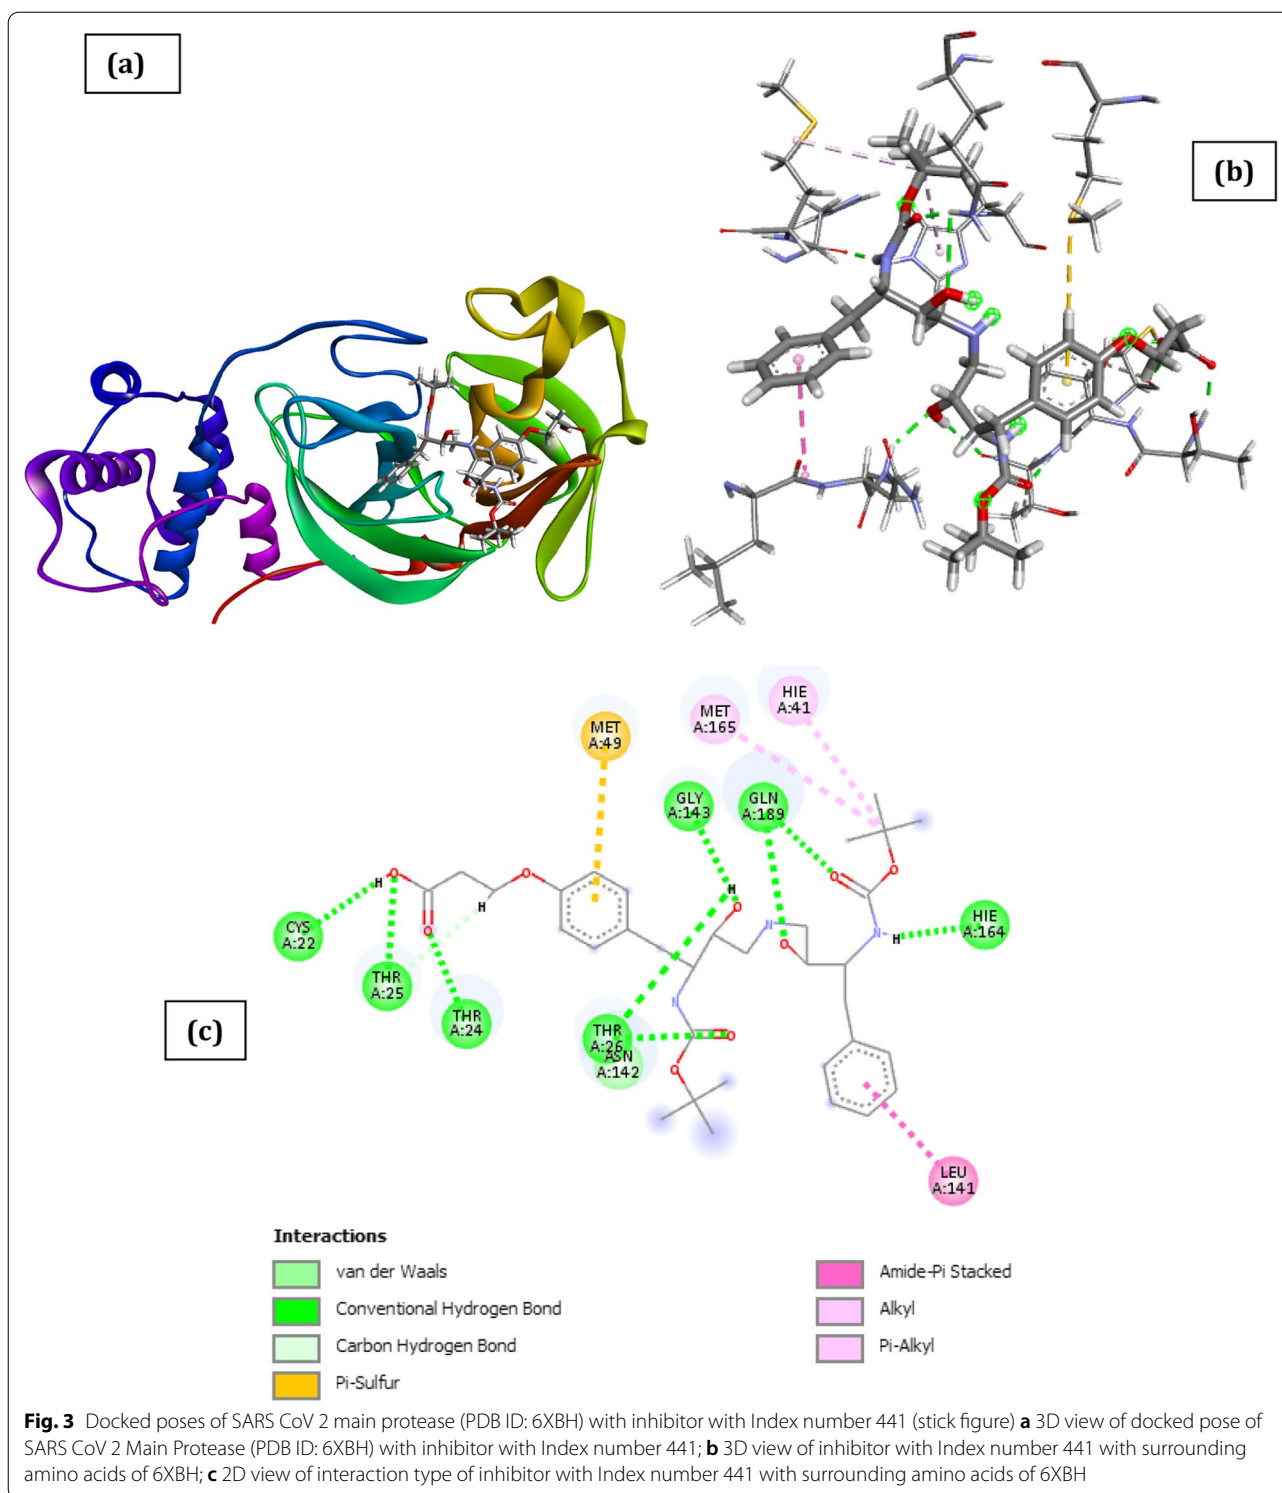 (a)
(b)
HIE
A:41
MET
A:165
MET
A:49
GLY
A:143
GLN
A:189
H
O
O
O
H
O
H
O
O
O
O
N
O
N
H
HIE
A:164
CYS
A:22
THR
A:25
THR
A:24
N
THR
A:26
ASN
A:142
O
O
(c)
LEU
A:141
Interactions
van der Waals
Conventional Hydrogen Bond
Carbon Hydrogen Bond
Pi-Sulfur
Amide-Pi Stacked
Alkyl
Pi-Alkyl
Fig. 3 Docked poses of SARS CoV 2 main protease (PDB ID: 6XBH) with inhibitor with Index number 441 (stick figure) a 3D view of docked pose of
SARS CoV 2 Main Protease (PDB ID: 6XBH) with inhibitor with Index number 441; b 3D view of inhibitor with Index number 441 with surrounding
amino acids of 6XBH; c 2D view of interaction type of inhibitor with Index number 441 with surrounding amino acids of 6XBH